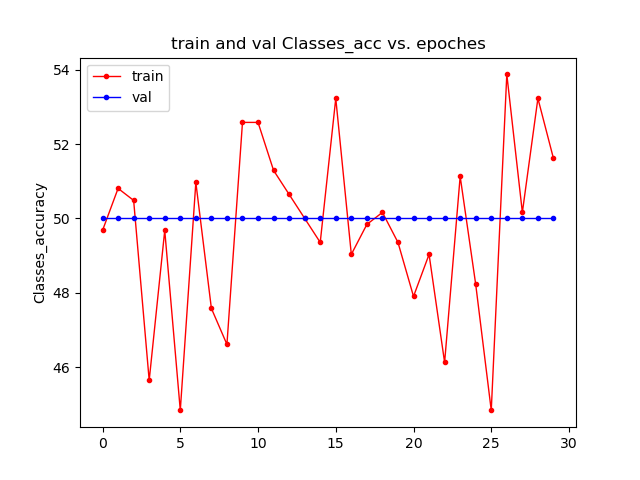 train and val Classes_acc vs. epoches
train
val
Classes_accuracy
54
52
50
48
46
0 5 10 15 20 25 30